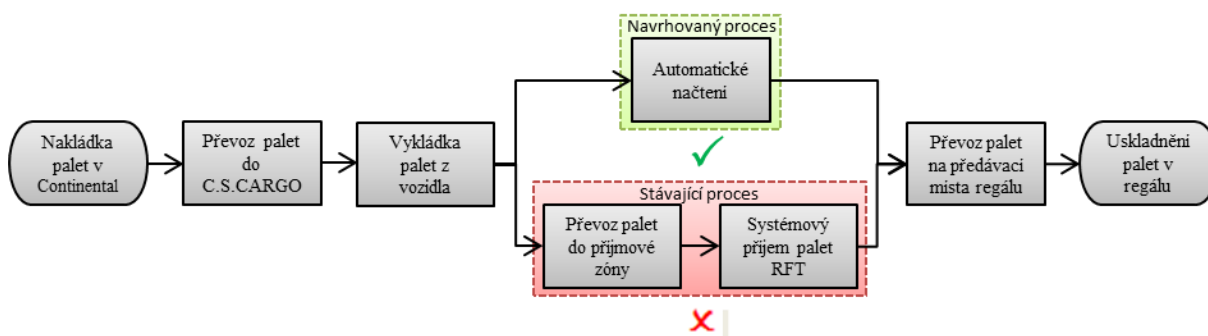 Navrhovaný proces
Automatické
načtení
Nakládka
palet v
Continental
Převoz palet
do
C.S.CARGO
Vykládka
palet z
vozidla
Převoz palet
na předávací
místa regálu
Uskladnění
palet v
regálu
Stávající proces
Převoz palet
do příjmové
zóny
Systémový
příjem palet
RFT